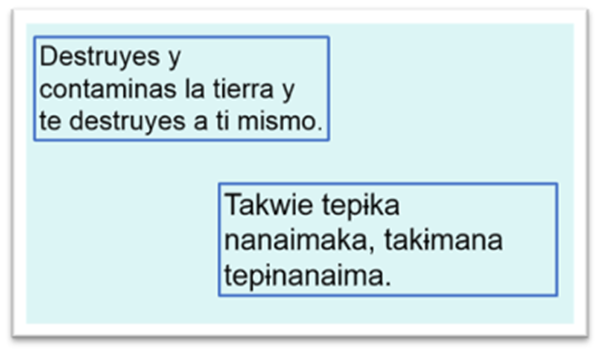 Destruyes y
contaminas la tierra y
te destruyes a ti mismo.
Takwie tepɨka
nanaimaka, takɨmana
tepɨnanaima.